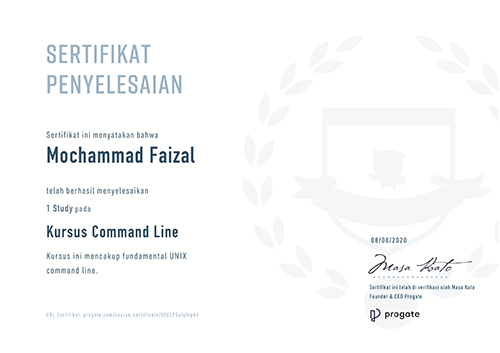 SERTIFIKAT
PENYELESAIAN
Sertifikat ini menyatakan bahwa
Mochammad Faizal
telah berhasil menyelesaikan
1 Study pada
Kursus Command Line
Kursus ini mencakup fundamental UNIX
command line.
08/08/2020
Masa Kato
Sertifikat ini telah di verifikasi oleh Masa Kato
Founder & CEO Progate
progate
URL Sertifikat: progate.com/course_certificate/